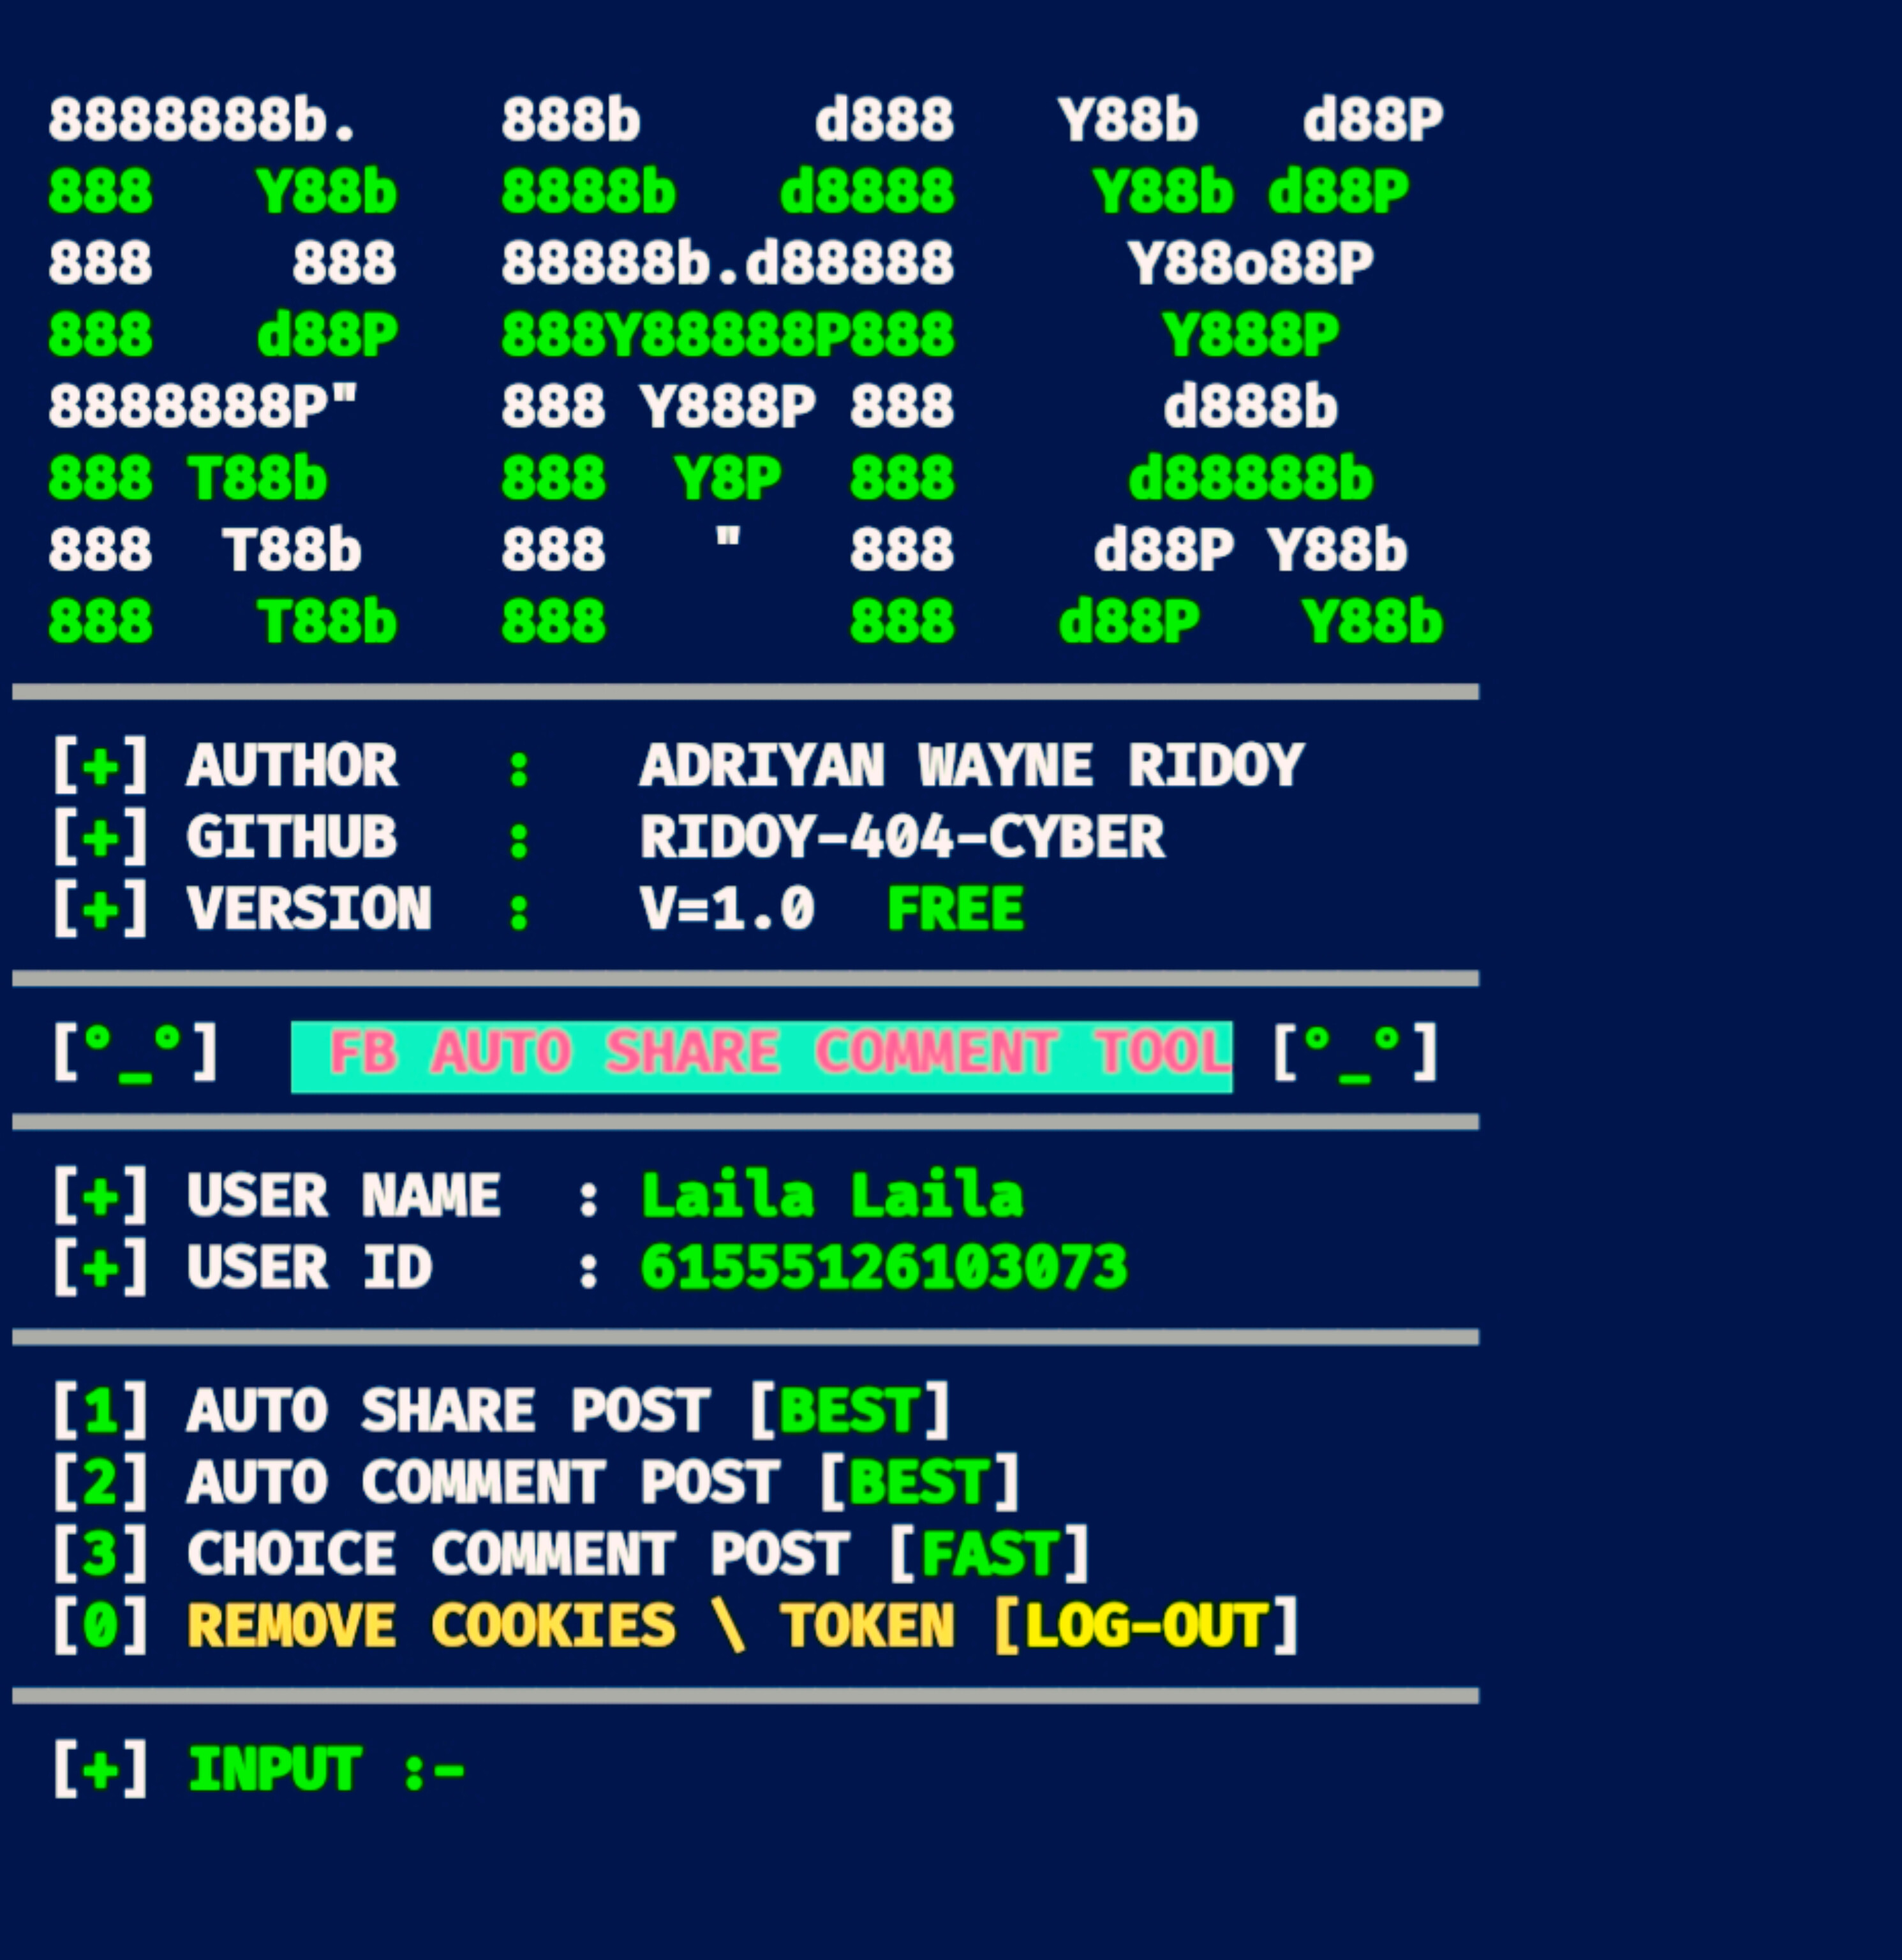 8888888b.    888b     d888   Y88b   d88P
888   Y88b   8888b   d8888    Y88b d88P
888    888   88888b.d88888     Y88o88P
888   d88P   888Y88888P888      Y888P
8888888P"    888 Y888P 888      d888b
888 T88b     888  Y8P  888     d88888b
888  T88b    888   "   888    d88P Y88b
888   T88b   888       888   d88P   Y88b
[+] AUTHOR   :   ADRIYAN WAYNE RIDOY
[+] GITHUB   :   RIDOY-404-CYBER
[+] VERSION  :   V=1.0  FREE
[°_°]   FB AUTO SHARE COMMENT TOOL [°_°]
[+] USER NAME  : Laila Laila
[+] USER ID    : 61555126103073
[1] AUTO SHARE POST [BEST]
[2] AUTO COMMENT POST [BEST]
[3] CHOICE COMMENT POST [FAST]
[0] REMOVE COOKIES \ TOKEN [LOG-OUT]
[+] INPUT :-